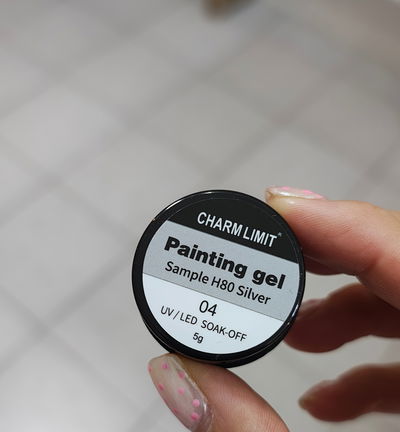 CHARM LIMIT®
Painting gel
Sample H80 Silver
04
UV / LED SOAK-OFF
5g